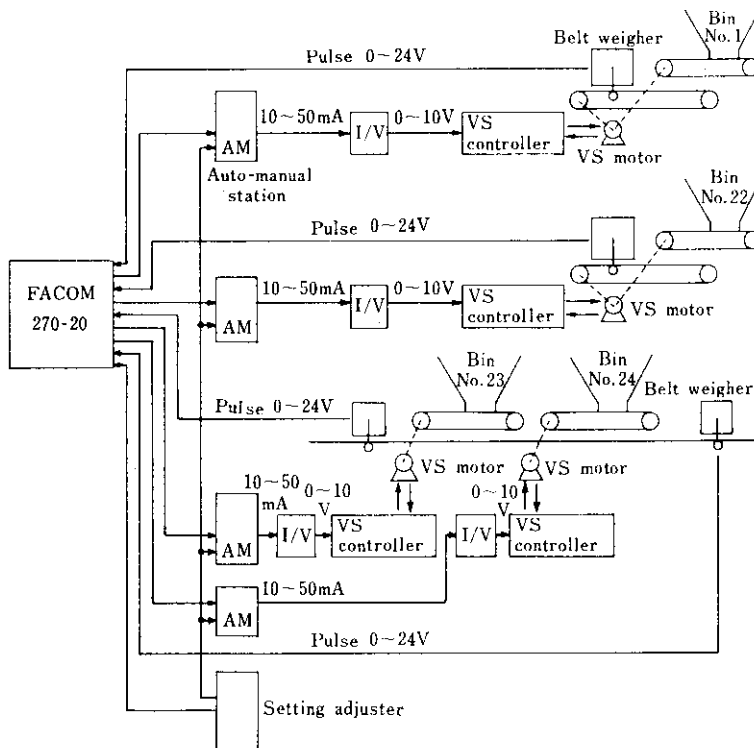 Bin
No.1
Belt weigher
Pulse 0~24V
10~50mA
0~10V
AM
I/V
VS
controller
VS motor
Auto-manual
station
Bin
No.22
Pulse 0~24V
FACOM
270-20
10~50mA
0~10V
AM
I/V
VS
controller
VS motor
Bin
No.23
Bin
No.24
Belt weigher
Pulse 0~24V
VS motor
VS motor
10~50
mA
0~10
V
0~10
V
AM
I/V
VS
controller
I/V
VS
controller
10~50mA
AM
Pulse 0~24V
Setting adjuster